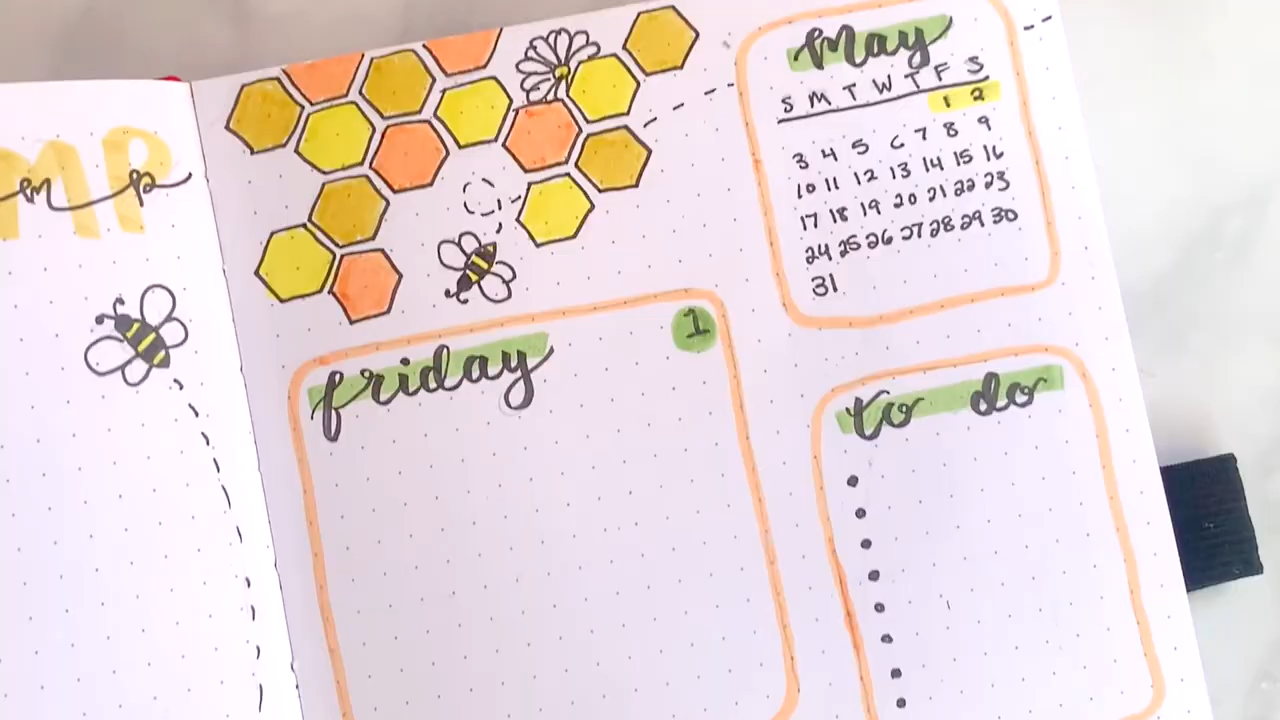 MP
m p
May
S M T W T F S
1 2
3 4 5 6 7 8 9
10 11 12 13 14 15 16
17 18 19 20 21 22 23
24 25 26 27 28 29 30
31
friday
1
to do